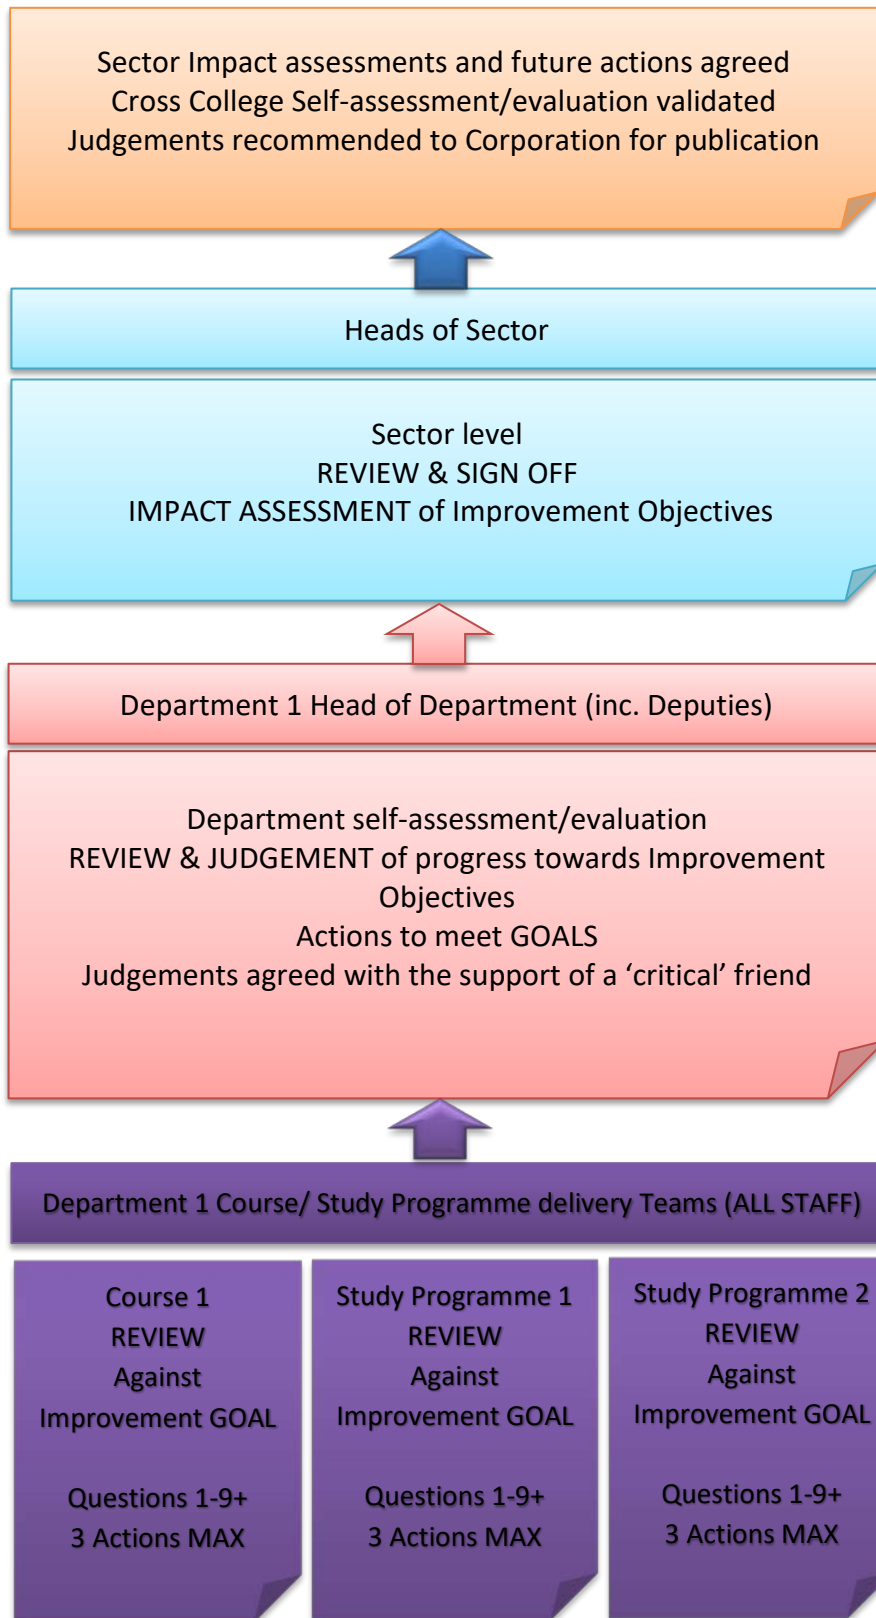 Sector Impact assessments and future actions agreed
Cross College Self-assessment/evaluation validated
Judgements recommended to Corporation for publication
Heads of Sector
Sector level
REVIEW & SIGN OFF
IMPACT ASSESSMENT of Improvement Objectives
Department 1 Head of Department (inc. Deputies)
Department self-assessment/evaluation
REVIEW & JUDGEMENT of progress towards Improvement
Objectives
Actions to meet GOALS
Judgements agreed with the support of a ‘critical’ friend
Department 1 Course/ Study Programme delivery Teams (ALL STAFF)
Course 1
REVIEW
Against
Improvement GOAL
Questions 1-9+
3 Actions MAX
Study Programme 1
REVIEW
Against
Improvement GOAL
Questions 1-9+
3 Actions MAX
Study Programme 2
REVIEW
Against
Improvement GOAL
Questions 1-9+
3 Actions MAX